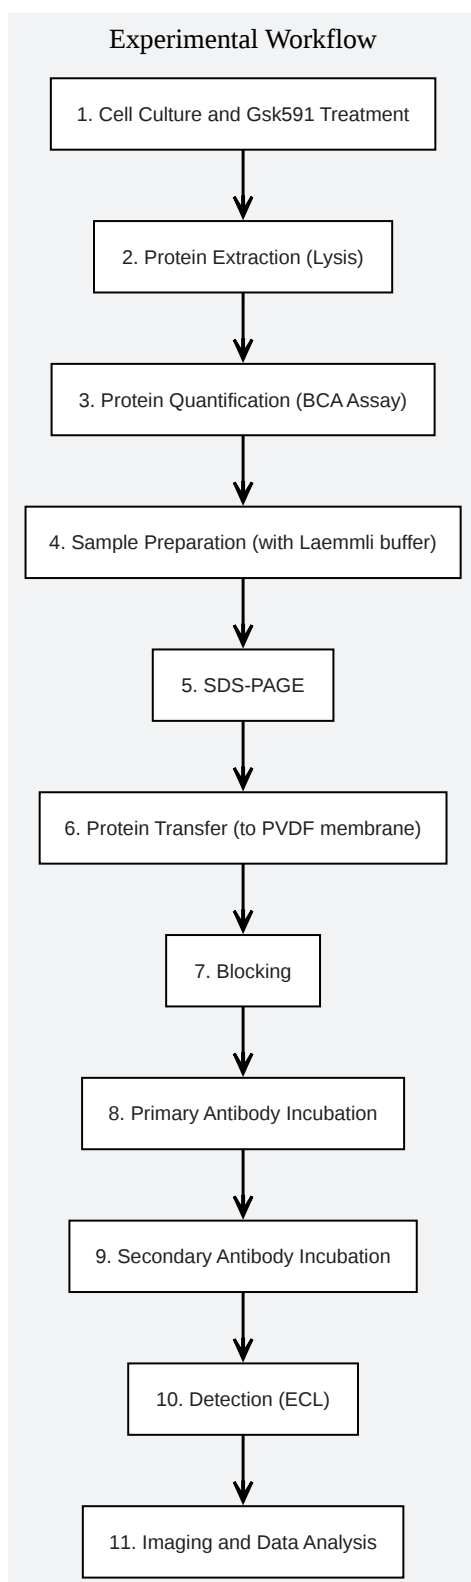 Experimental Workflow
1. Cell Culture and Gsk591 Treatment
2. Protein Extraction (Lysis)
3. Protein Quantification (BCA Assay)
4. Sample Preparation (with Laemmli buffer)
5. SDS-PAGE
6. Protein Transfer (to PVDF membrane)
7. Blocking
8. Primary Antibody Incubation
9. Secondary Antibody Incubation
10. Detection (ECL)
11. Imaging and Data Analysis